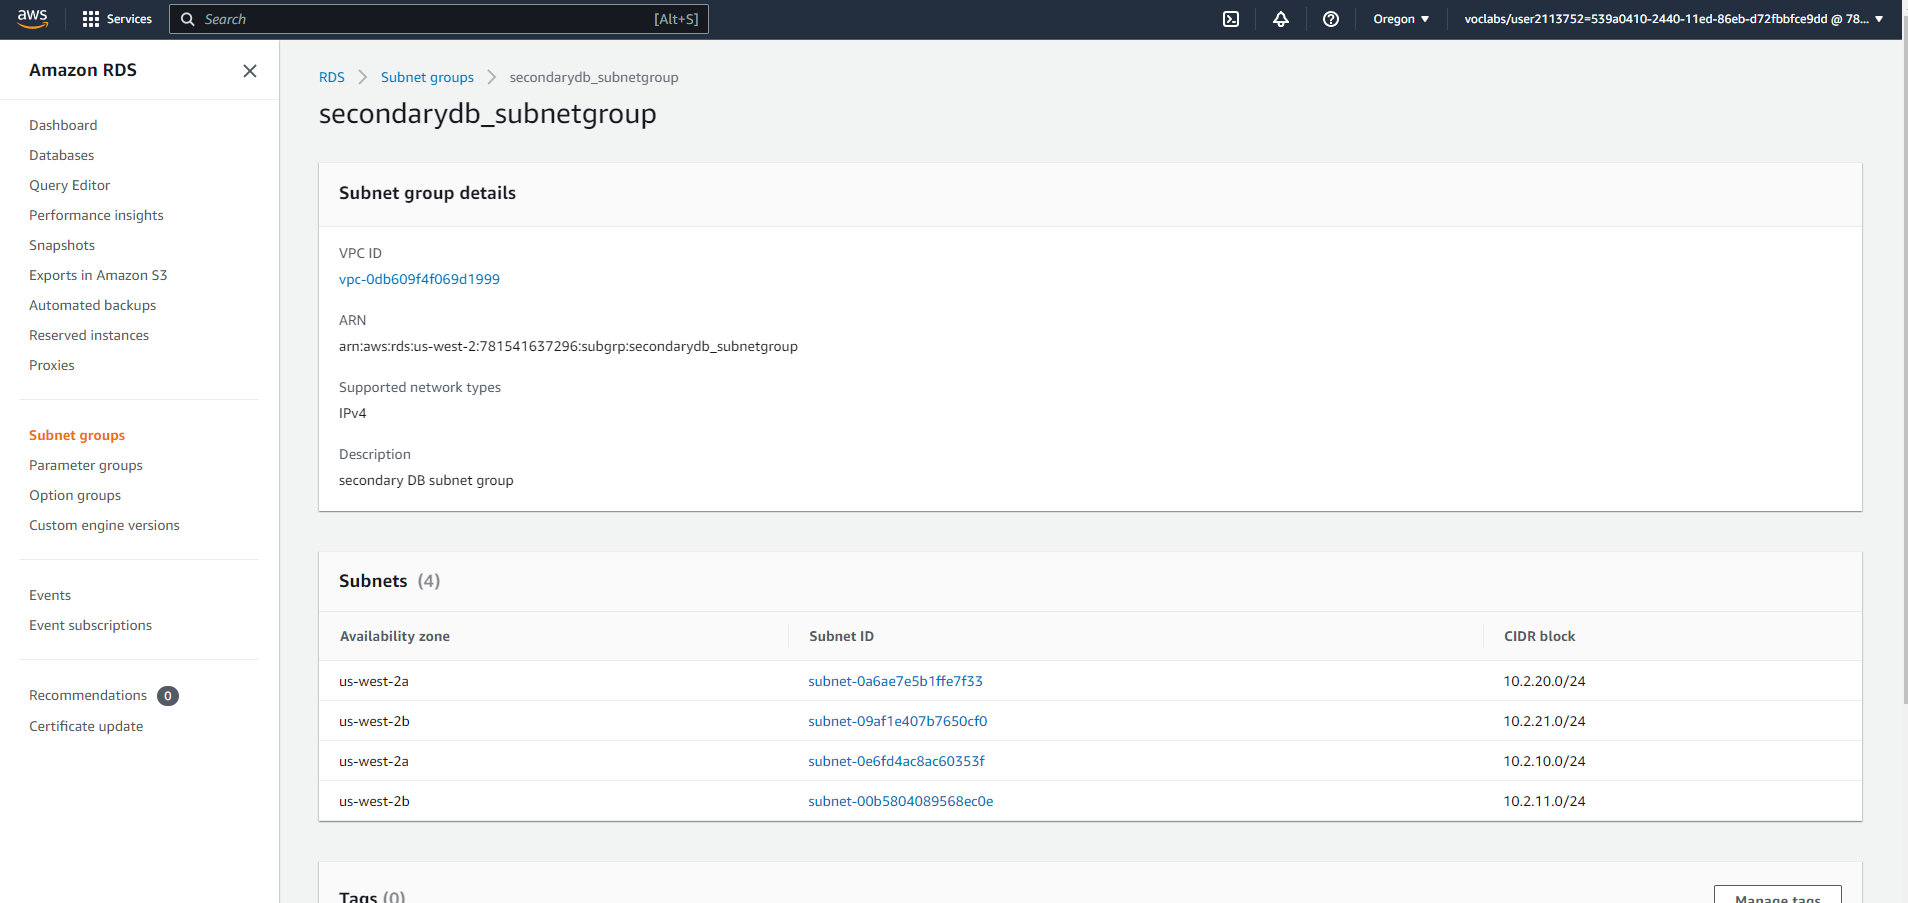 aws
Services
Search [Alt+S]
Oregon
voclabs/user2113752=539a0410-2440-11ed-86eb-d72fbbfce9dd @ 78...
Amazon RDS
Dashboard
Databases
Query Editor
Performance insights
Snapshots
Exports in Amazon S3
Automated backups
Reserved instances
Proxies
Subnet groups
Parameter groups
Option groups
Custom engine versions
Events
Event subscriptions
Recommendations 0
Certificate update
RDS > Subnet groups > secondarydb_subnetgroup
secondarydb_subnetgroup
Subnet group details
VPC ID
vpc-0db609f4f069d1999
ARN
arn:aws:rds:us-west-2:781541637296:subgrp:secondarydb_subnetgroup
Supported network types
IPv4
Description
secondary DB subnet group
Subnets (4)
Availability zone Subnet ID CIDR block
us-west-2a subnet-0a6ae7e5b1ffe7f33 10.2.20.0/24
us-west-2b subnet-09af1e407b7650cf0 10.2.21.0/24
us-west-2a subnet-0e6fd4ac8ac60353f 10.2.10.0/24
us-west-2b subnet-00b5804089568ec0e 10.2.11.0/24
Tags (0)
Manage tags